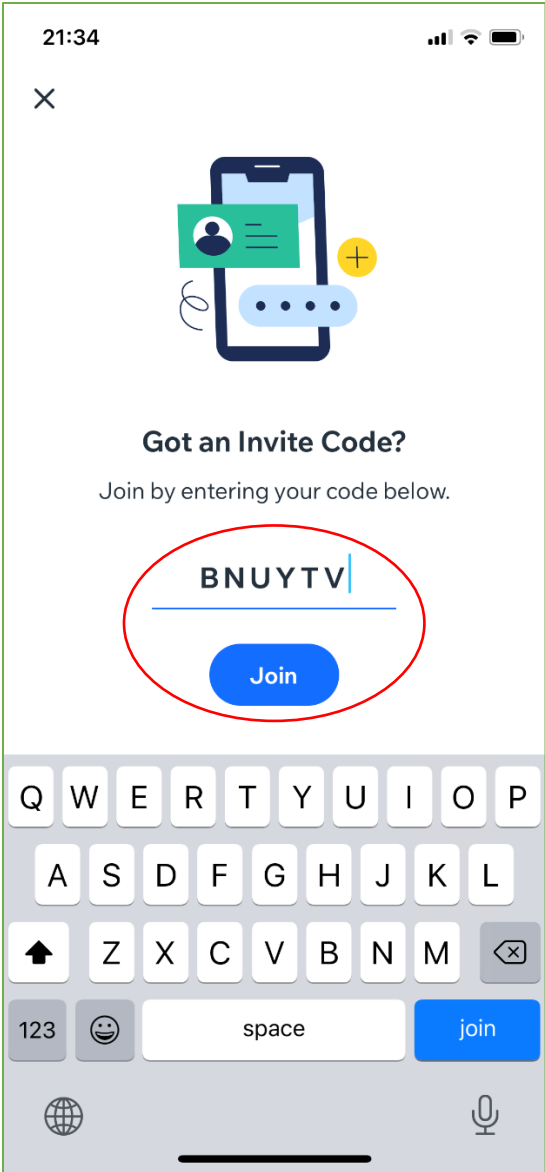 21:34
Got an Invite Code?
Join by entering your code below.
BNUYTV
Join
Q W E R T Y U I O P
A S D F G H J K L
Z X C V B N M
123 space join